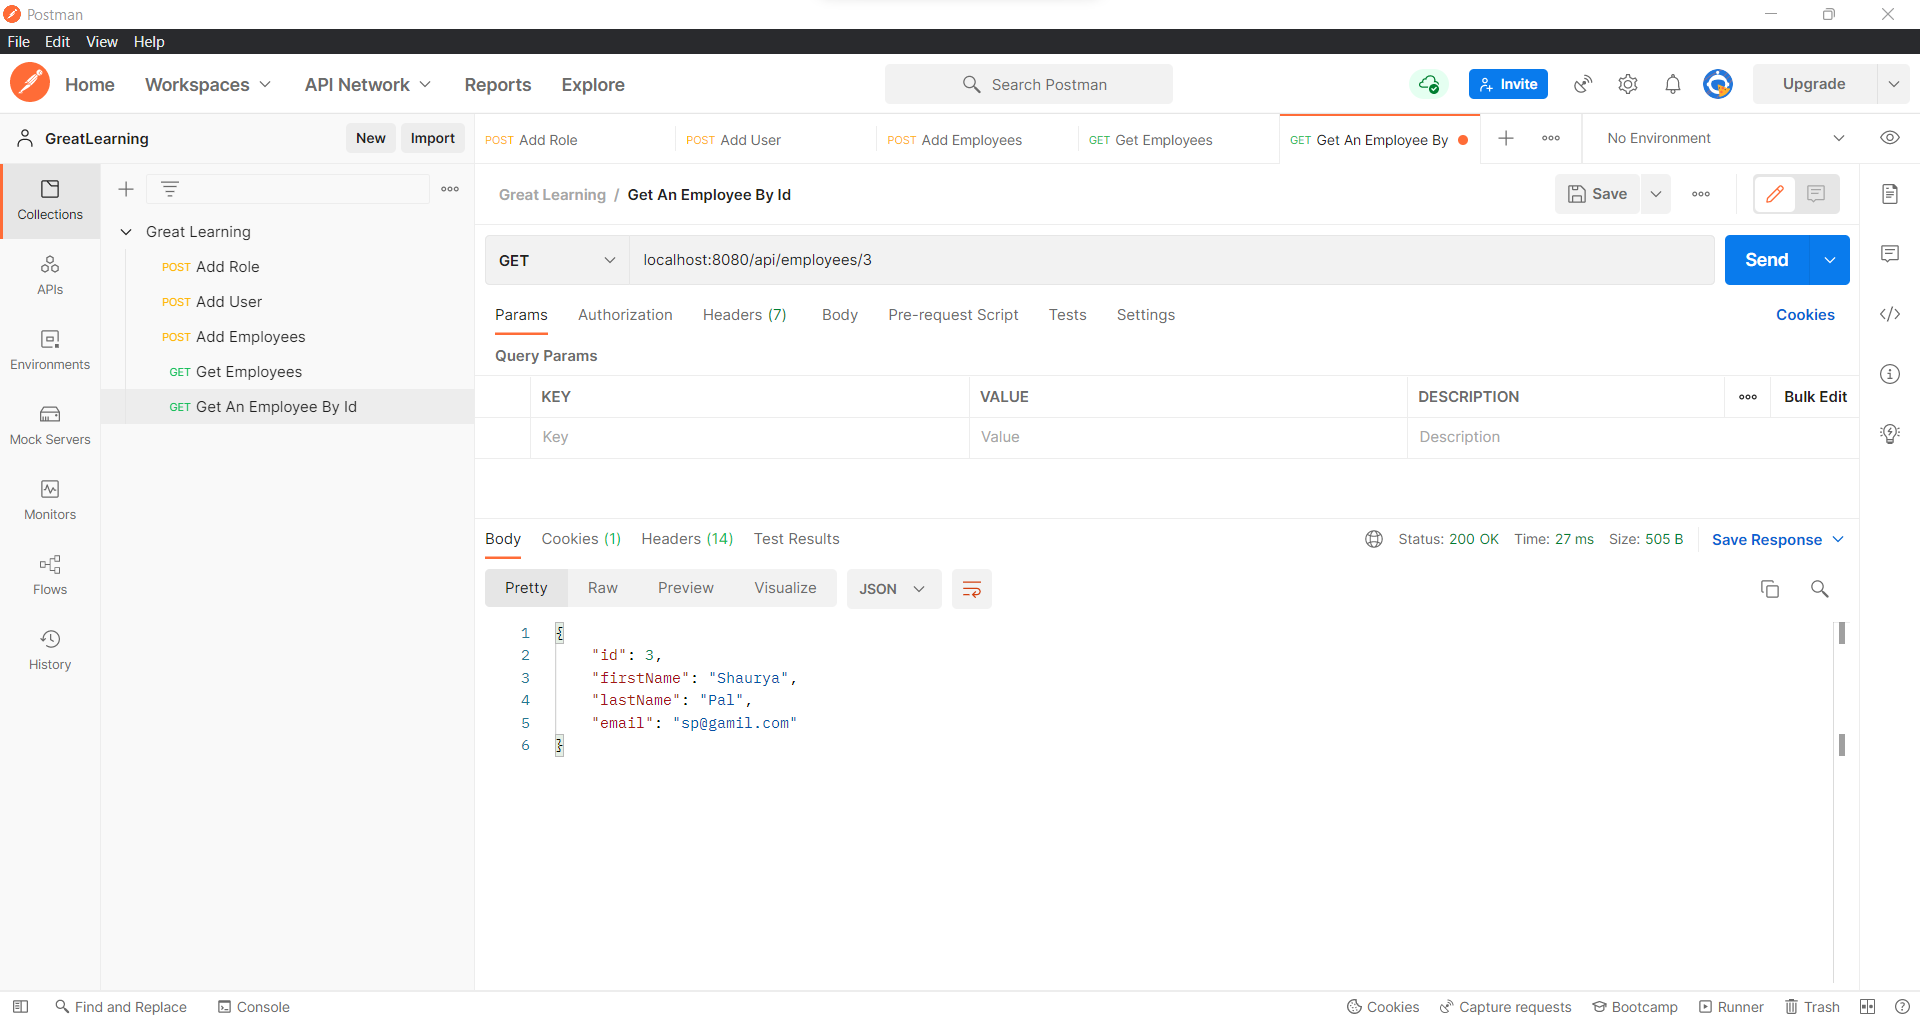 Postman
File Edit View Help
Home Workspaces API Network Reports Explore Search Postman Invite Upgrade
GreatLearning New Import
POST Add Role POST Add User POST Add Employees GET Get Employees GET Get An Employee By No Environment
Collections
APIs
Environments
Mock Servers
Monitors
Flows
History
Great Learning
POST Add Role
POST Add User
POST Add Employees
GET Get Employees
GET Get An Employee By Id
Great Learning / Get An Employee By Id Save
GET localhost:8080/api/employees/3 Send
Params Authorization Headers (7) Body Pre-request Script Tests Settings Cookies
Query Params
KEY VALUE DESCRIPTION Bulk Edit
Key Value Description
Body Cookies (1) Headers (14) Test Results Status: 200 OK Time: 27 ms Size: 505 B Save Response
Pretty Raw Preview Visualize JSON
1 {
2 "id": 3,
3 "firstName": "Shaurya",
4 "lastName": "Pal",
5 "email": "sp@gamil.com"
6 }
Find and Replace Console Cookies Capture requests Bootcamp Runner Trash